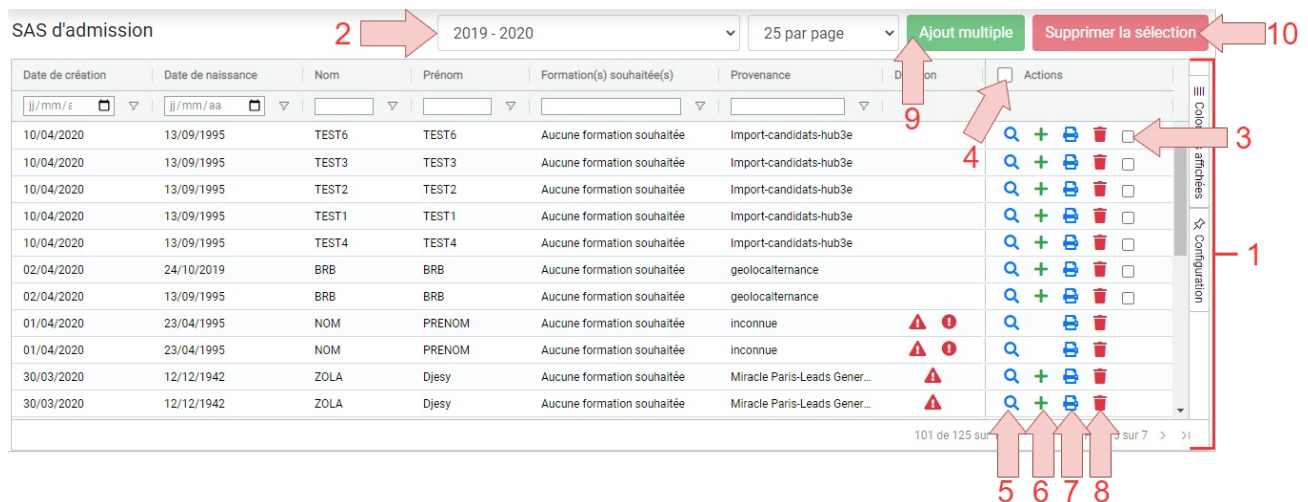 SAS d'admission
2
2019 - 2020
25 par page
Ajout multiple
Supprimer la sélection
10
Date de création Date de naissance Nom Prénom Formation(s) souhaitée(s) Provenance Actions
jj/mm/aa
9
4
3
10/04/2020 13/09/1995 TEST6 TEST6 Aucune formation souhaitée Import-candidats-hub3e
10/04/2020 13/09/1995 TEST3 TEST3 Aucune formation souhaitée Import-candidats-hub3e
10/04/2020 13/09/1995 TEST2 TEST2 Aucune formation souhaitée Import-candidats-hub3e
10/04/2020 13/09/1995 TEST1 TEST1 Aucune formation souhaitée Import-candidats-hub3e
10/04/2020 13/09/1995 TEST4 TEST4 Aucune formation souhaitée Import-candidats-hub3e
02/04/2020 24/10/2019 BRB BRB Aucune formation souhaitée geolocalternance
02/04/2020 13/09/1995 BRB BRB Aucune formation souhaitée geolocalternance
01/04/2020 23/04/1995 NOM PRENOM Aucune formation souhaitée inconnue
01/04/2020 23/04/1995 NOM PRENOM Aucune formation souhaitée inconnue
30/03/2020 12/12/1942 ZOLA Djesy Aucune formation souhaitée Miracle Paris-Leads Gener...
30/03/2020 12/12/1942 ZOLA Djesy Aucune formation souhaitée Miracle Paris-Leads Gener...
affichées
Configuration
1
101 de 125 sur
sur 7
5 6 7 8